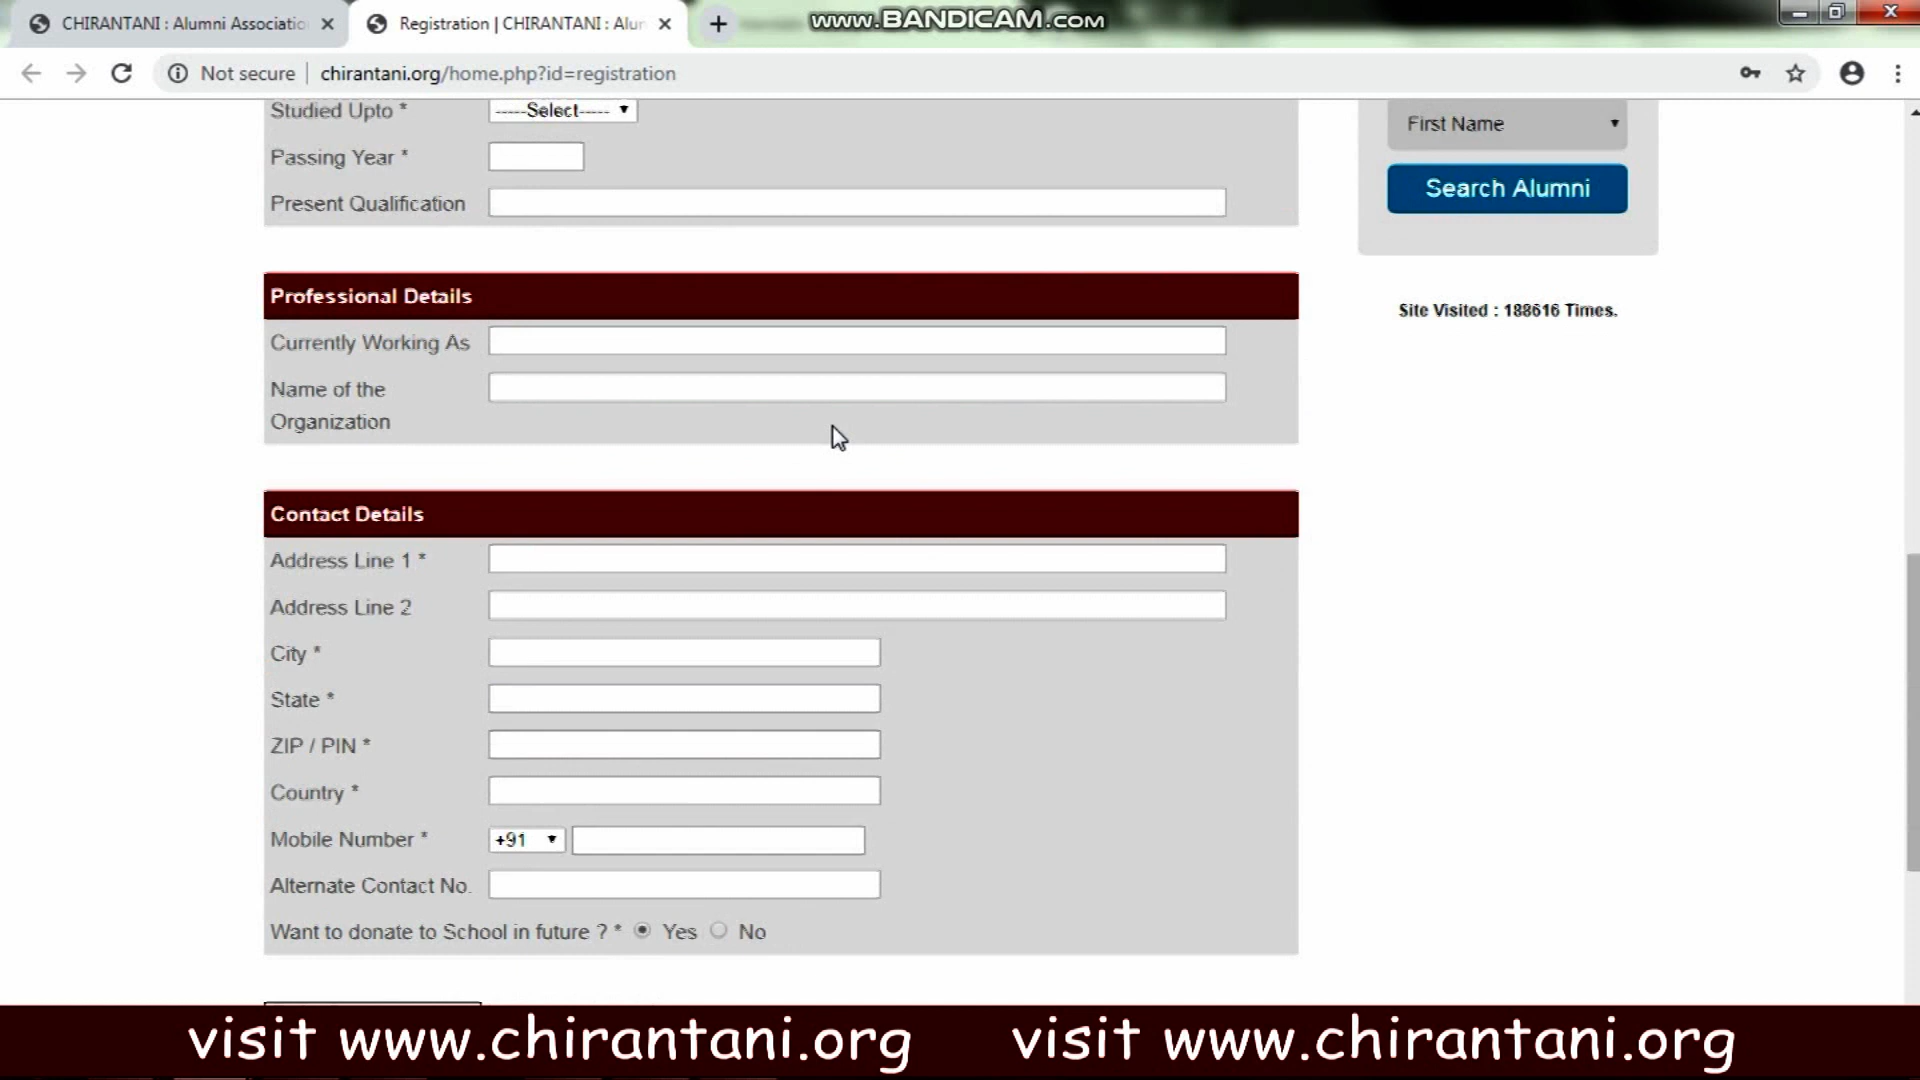 CHIRANTANI : Alumni Associatio
Registration | CHIRANTANI : Alur
www.BANDICAM.com
Not secure
chirantani.org/home.php?id=registration
Studied Upto *
-----Select-----
Passing Year *
Present Qualification
First Name
Search Alumni
Site Visited : 188616 Times.
Professional Details
Currently Working As
Name of the
Organization
Contact Details
Address Line 1 *
Address Line 2
City *
State *
ZIP / PIN *
Country *
Mobile Number *
+91
Alternate Contact No.
Want to donate to School in future ? * Yes No
visit www.chirantani.org visit www.chirantani.org